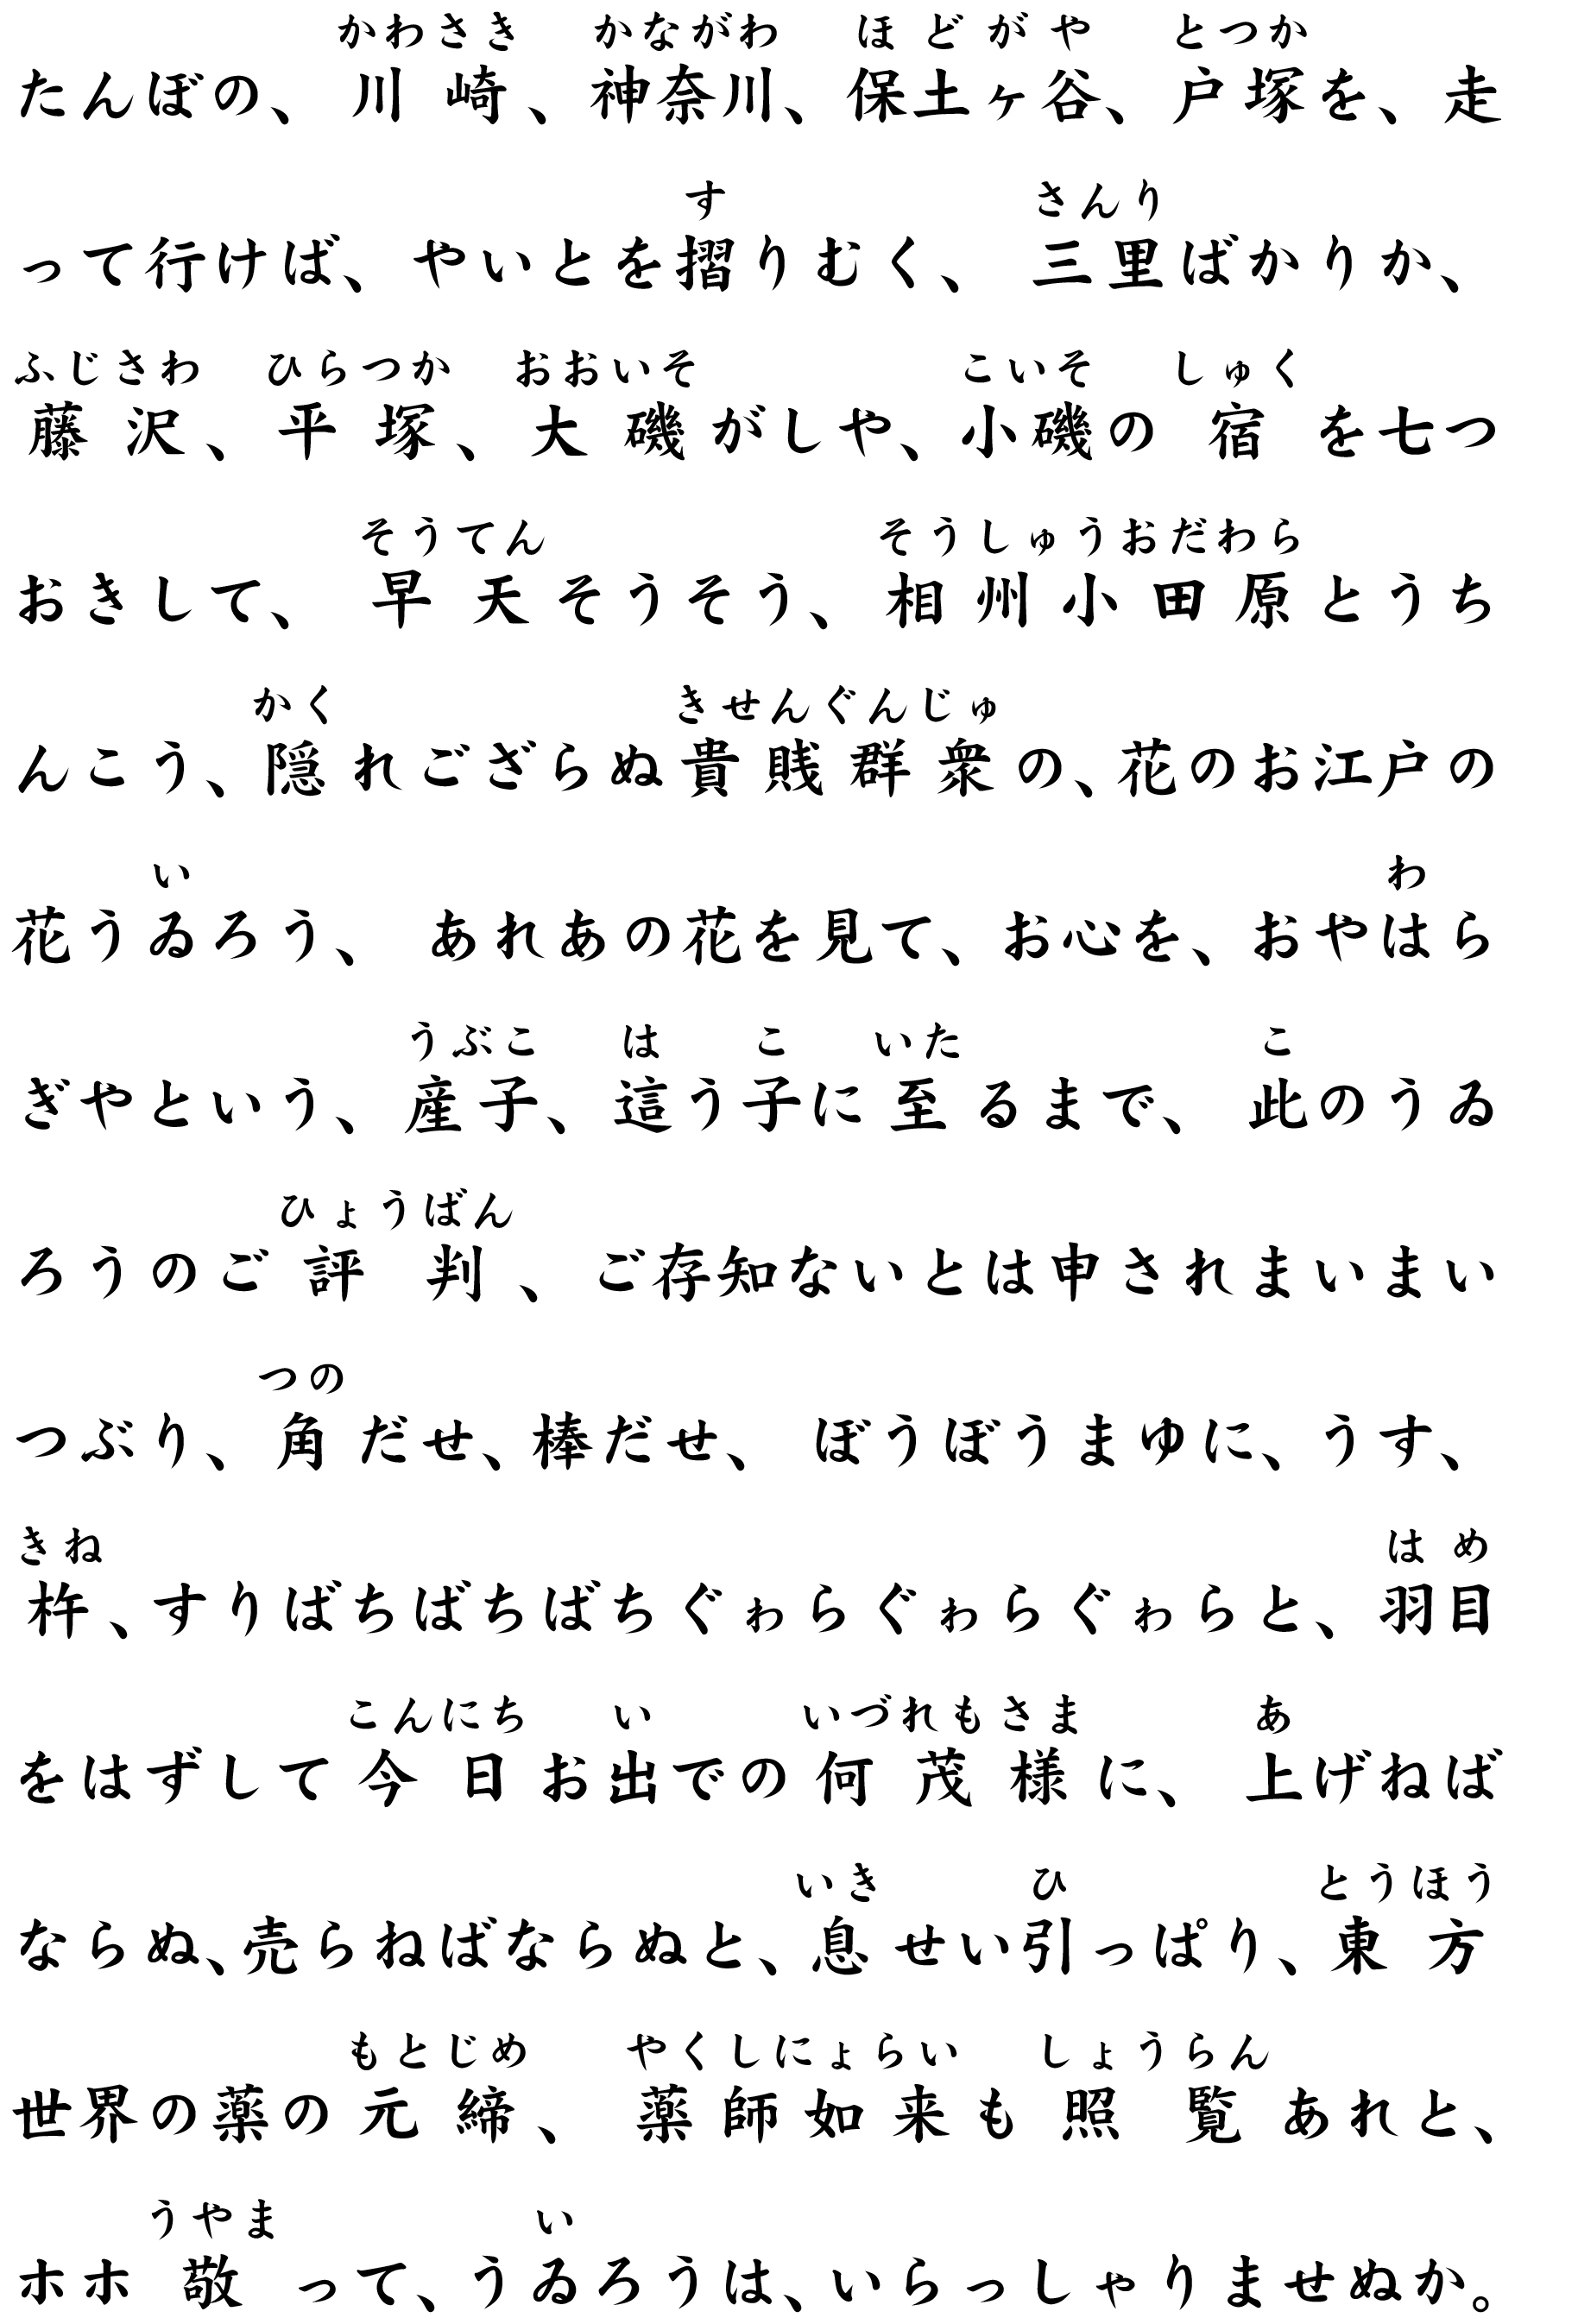 かわさき かながわ ほどがや とつか
たんぼの、川崎、神奈川、保土ヶ谷、戸塚を、走
す さんり
って行けば、やいとを摺りむく、三里ばかりか、
ふじさわ ひらつか おおいそ こいそ しゅく
藤沢、平塚、大磯がしや、小磯の宿を七つ
そうてん そうしゅうおだわら
おきして、早天そうそう、相州小田原とうち
かく きせんぐんじゅ
んこう、隠れござらぬ貴賎群衆の、花のお江戸の
い わ
花うゐろう、あれあの花を見て、お心を、おやはら
うぶこ は こ いた こ
ぎやという、産子、這う子に至るまで、此のうゐ
ひょうばん
ろうのご評判、ご存知ないとは申されまいまい
つの
つぶり、角だせ、棒だせ、ぼうぼうまゆに、うす、
きね はめ
杵、すりばちばちばちぐゎらぐゎらぐゎらと、羽目
こんにち い いづれもさま あ
をはずして今日お出での何茂様に、上げねば
いき ひ とうほう
ならぬ、売らねばならぬと、息せい引っぱり、東方
もとじめ やくしにょらい しょうらん
世界の薬の元締、薬師如来も照覧あれと、
うやま い
ホホ敬って、うゐろうは、いらっしゃりませぬか。